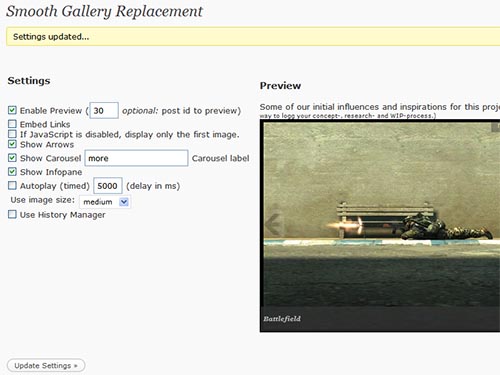 Smooth Gallery Replacement
Settings updated...
Settings
Enable Preview ( 30 optional: post id to preview)
Embed Links
If JavaScript is disabled, display only the first image.
Show Arrows
Show Carousel more Carousel label
Show Infopane
Autoplay (timed) 5000 (delay in ms)
Use image size: medium
Use History Manager
Update Settings »
Preview
Some of our initial influences and inspirations for this proj
way to logg your concept-, research- and WIP-process.)
Battlefield